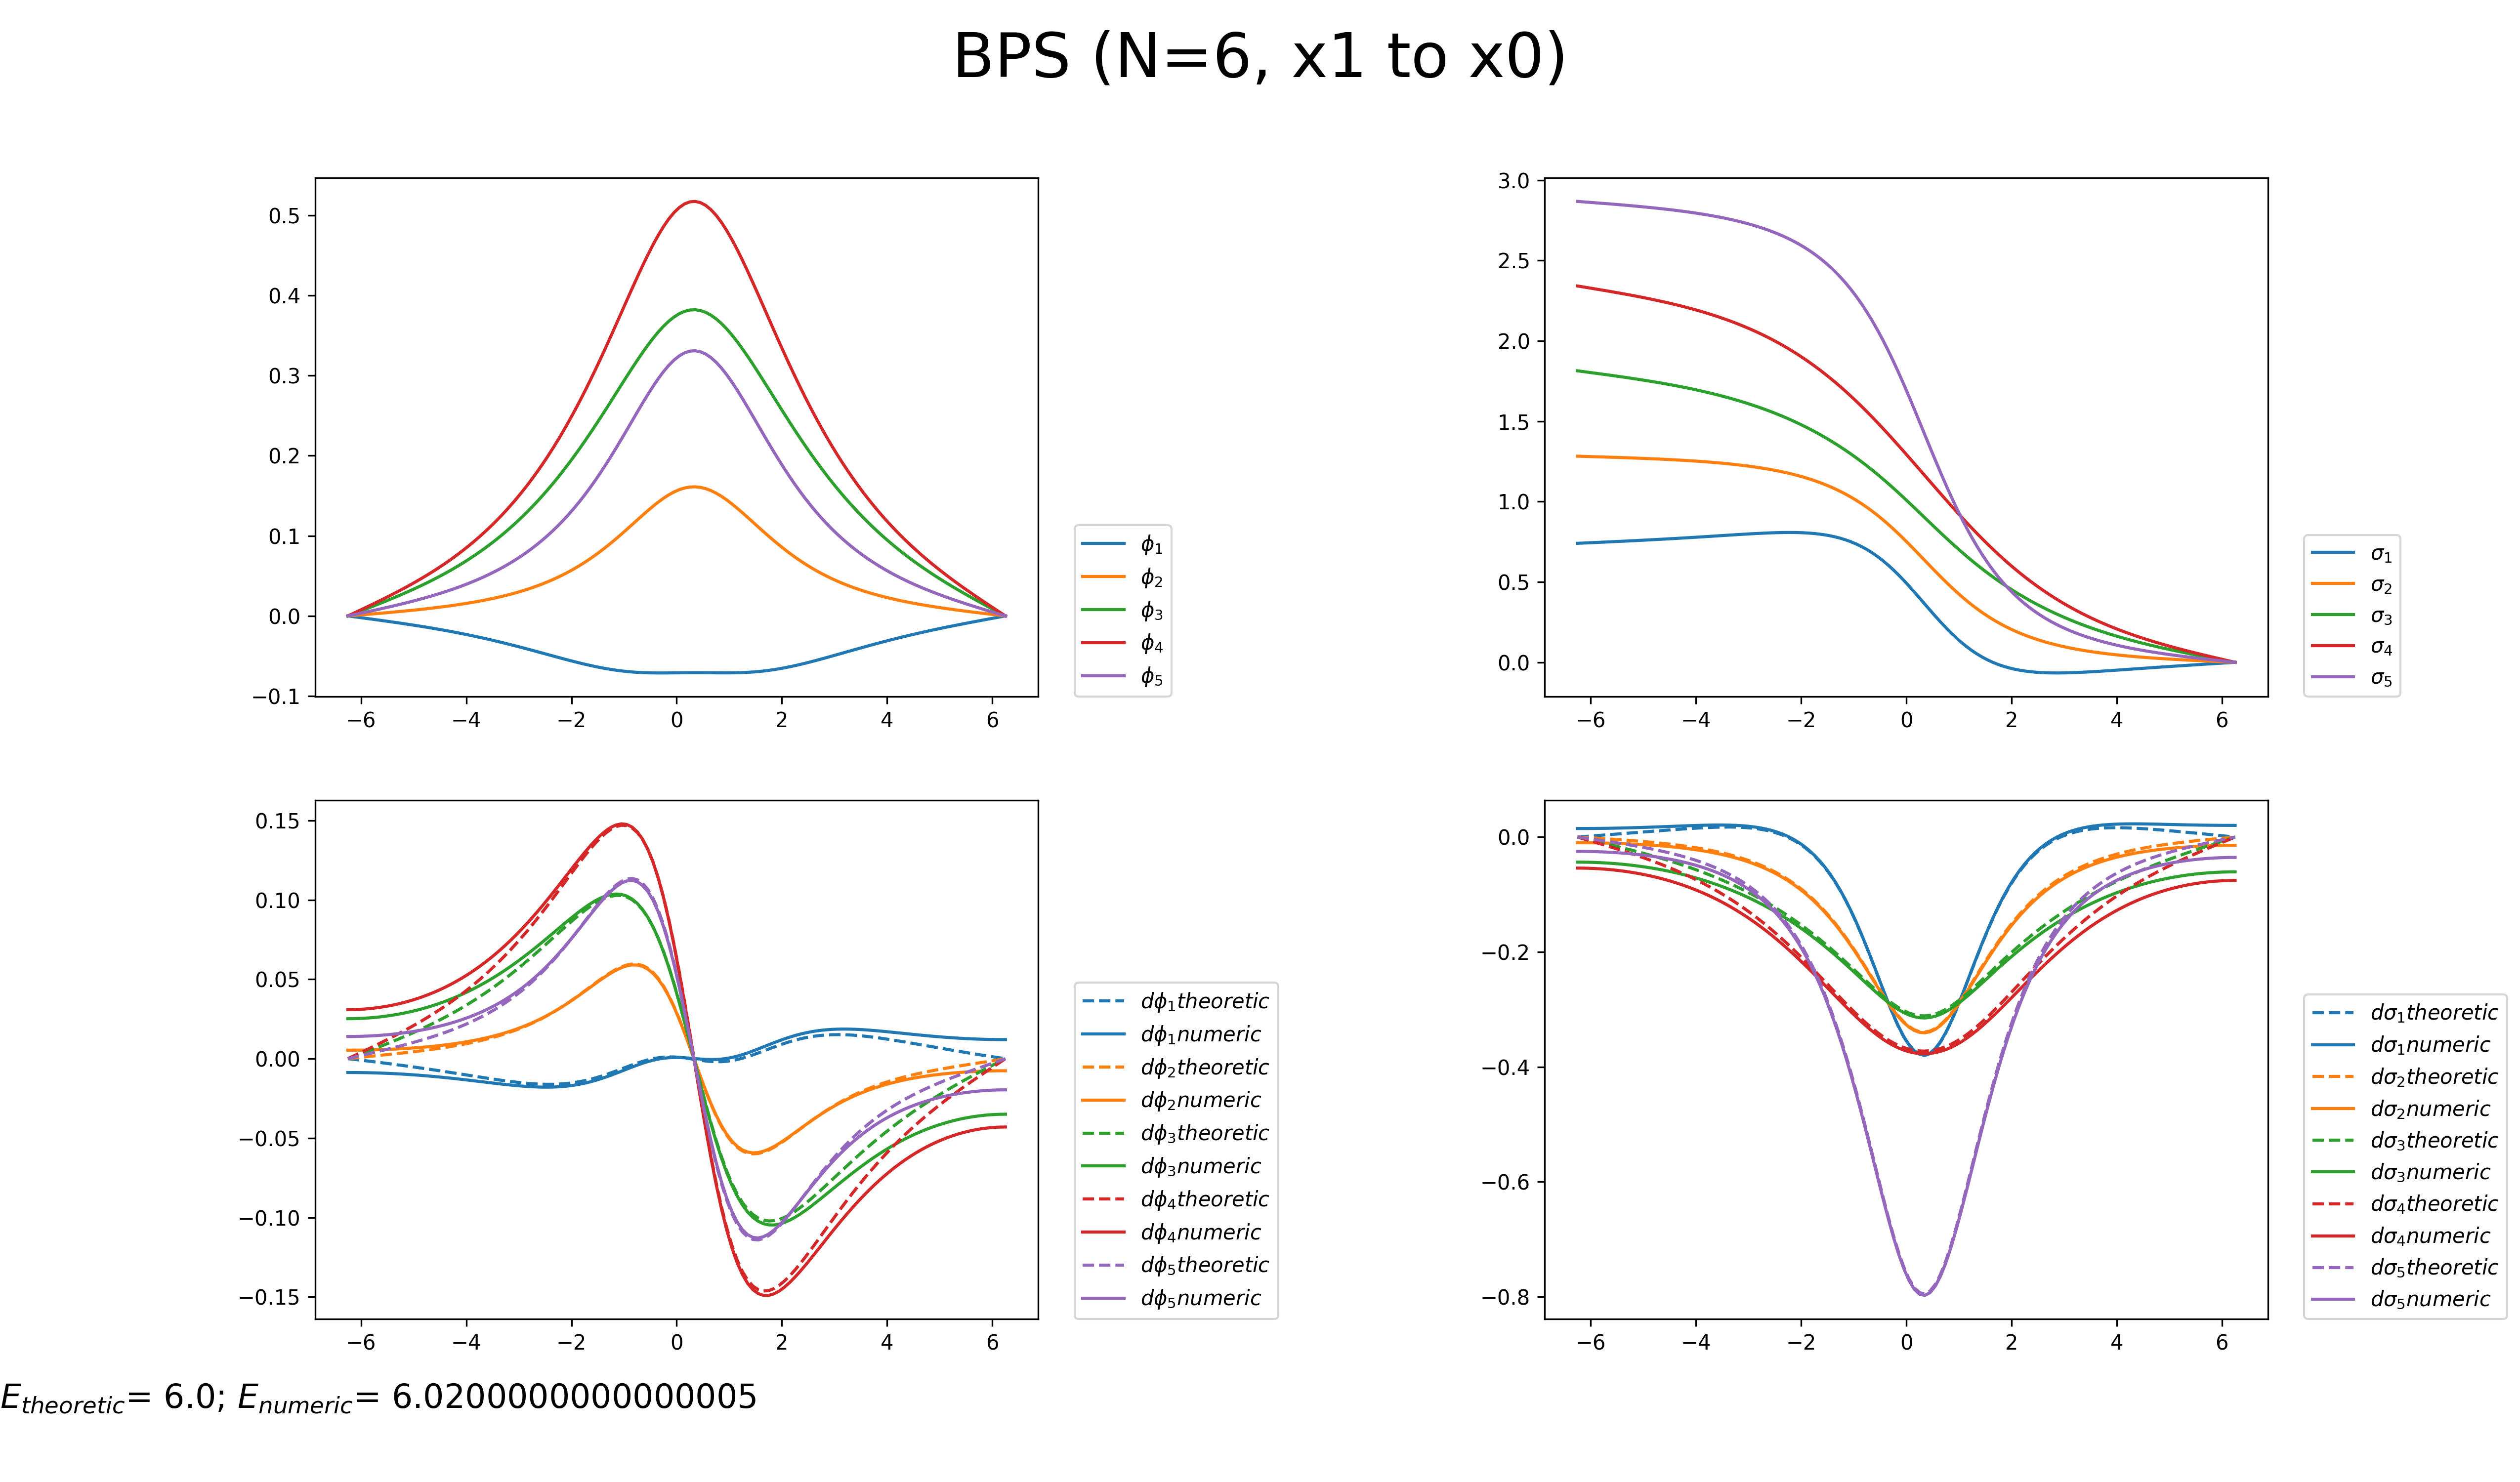 BPS (N=6, x1 to x0)
0.5
0.4
0.3
0.2
0.1
0.0
−0.1
−6 −4 −2 0 2 4 6
ϕ₁
ϕ₂
ϕ₃
ϕ₄
ϕ₅
3.0
2.5
2.0
1.5
1.0
0.5
0.0
−6 −4 −2 0 2 4 6
σ₁
σ₂
σ₃
σ₄
σ₅
0.15
0.10
0.05
0.00
−0.05
−0.10
−0.15
−6 −4 −2 0 2 4 6
dϕ₁theoretic
dϕ₁numeric
dϕ₂theoretic
dϕ₂numeric
dϕ₃theoretic
dϕ₃numeric
dϕ₄theoretic
dϕ₄numeric
dϕ₅theoretic
dϕ₅numeric
0.0
−0.2
−0.4
−0.6
−0.8
−6 −4 −2 0 2 4 6
dσ₁theoretic
dσ₁numeric
dσ₂theoretic
dσ₂numeric
dσ₃theoretic
dσ₃numeric
dσ₄theoretic
dσ₄numeric
dσ₅theoretic
dσ₅numeric
E_theoretic= 6.0; E_numeric= 6.0200000000000005